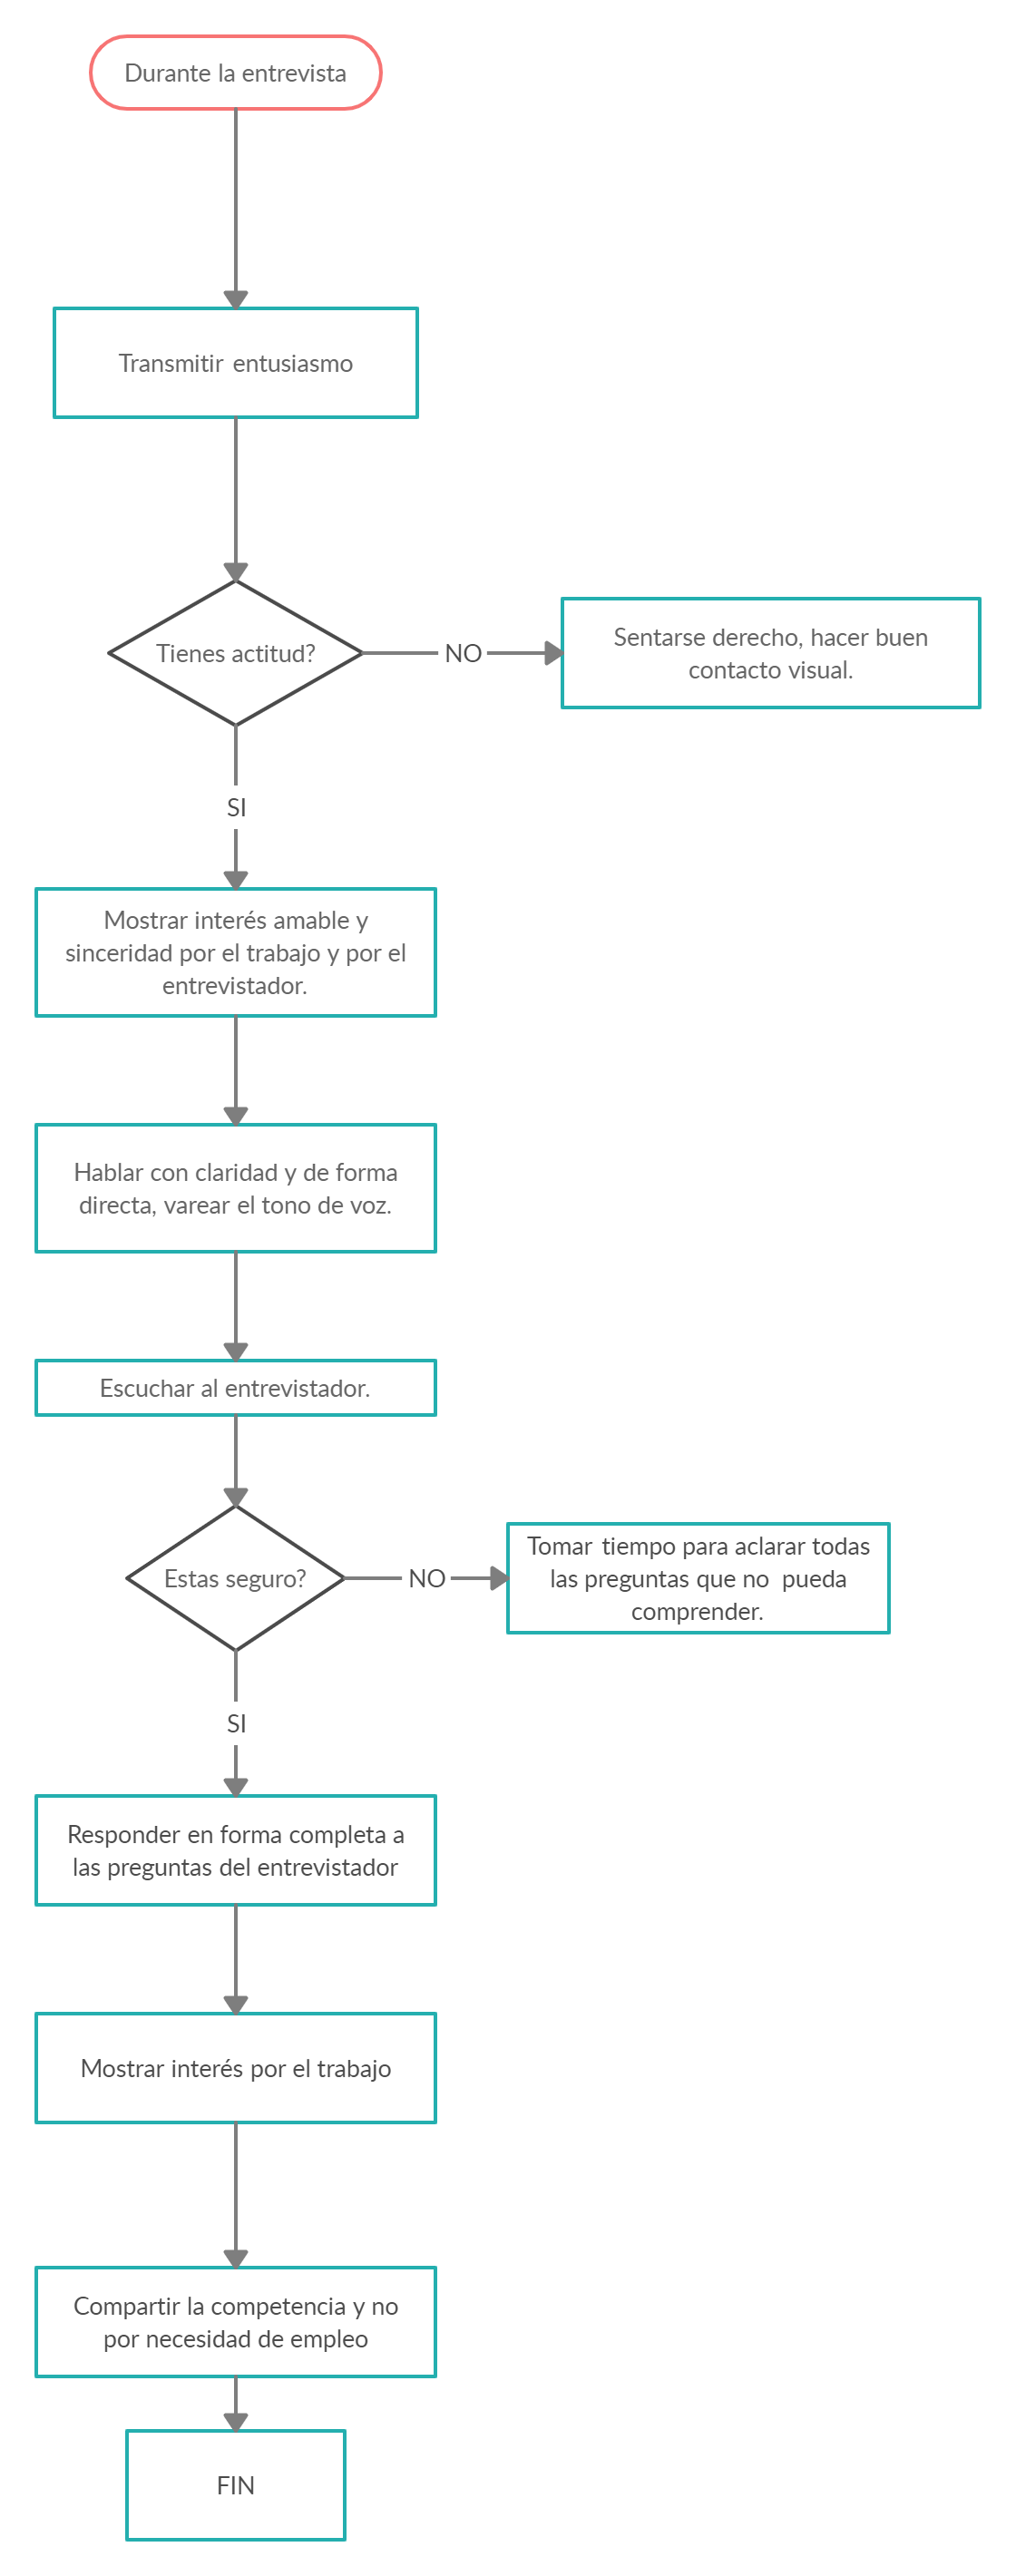 Durante la entrevista
Transmitir entusiasmo
Tienes actitud?
NO
Sentarse derecho, hacer buen
contacto visual.
SI
Mostrar interés amable y
sinceridad por el trabajo y por el
entrevistador.
Hablar con claridad y de forma
directa, varear el tono de voz.
Escuchar al entrevistador.
Estas seguro?
NO
Tomar tiempo para aclarar todas
las preguntas que no pueda
comprender.
SI
Responder en forma completa a
las preguntas del entrevistador
Mostrar interés por el trabajo
Compartir la competencia y no
por necesidad de empleo
FIN